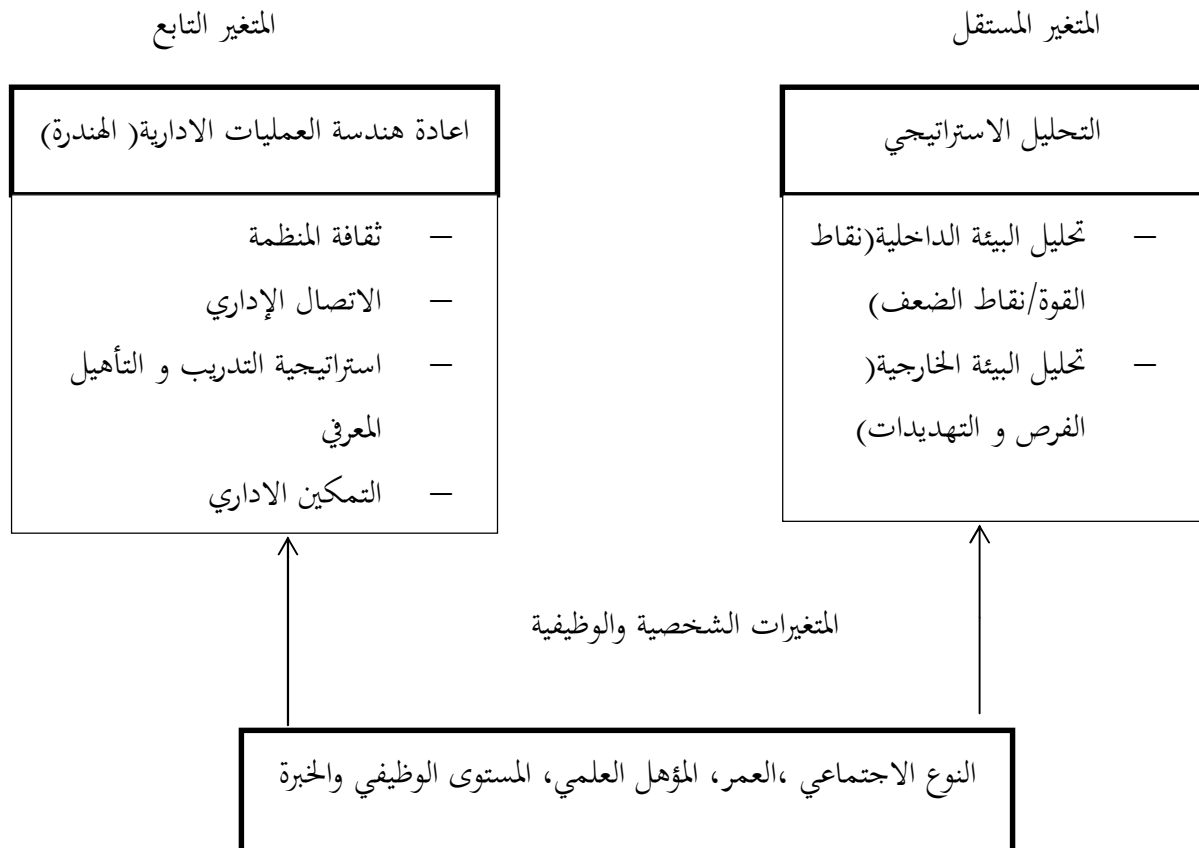 المتغير المستقل
المتغير التابع
التحليل الاستراتيجي
– تحليل البيئة الداخلية(نقاط
القوة/نقاط الضعف)
– تحليل البيئة الخارجية(
الفرص و التهديدات)
اعادة هندسة العمليات الادارية( الهندرة)
– ثقافة المنظمة
– الاتصال الإداري
– استراتيجية التدريب و التأهيل
المعرفي
– التمكين الاداري
المتغيرات الشخصية والوظيفية
النوع الاجتماعي ،العمر، المؤهل العلمي، المستوى الوظيفي والخبرة